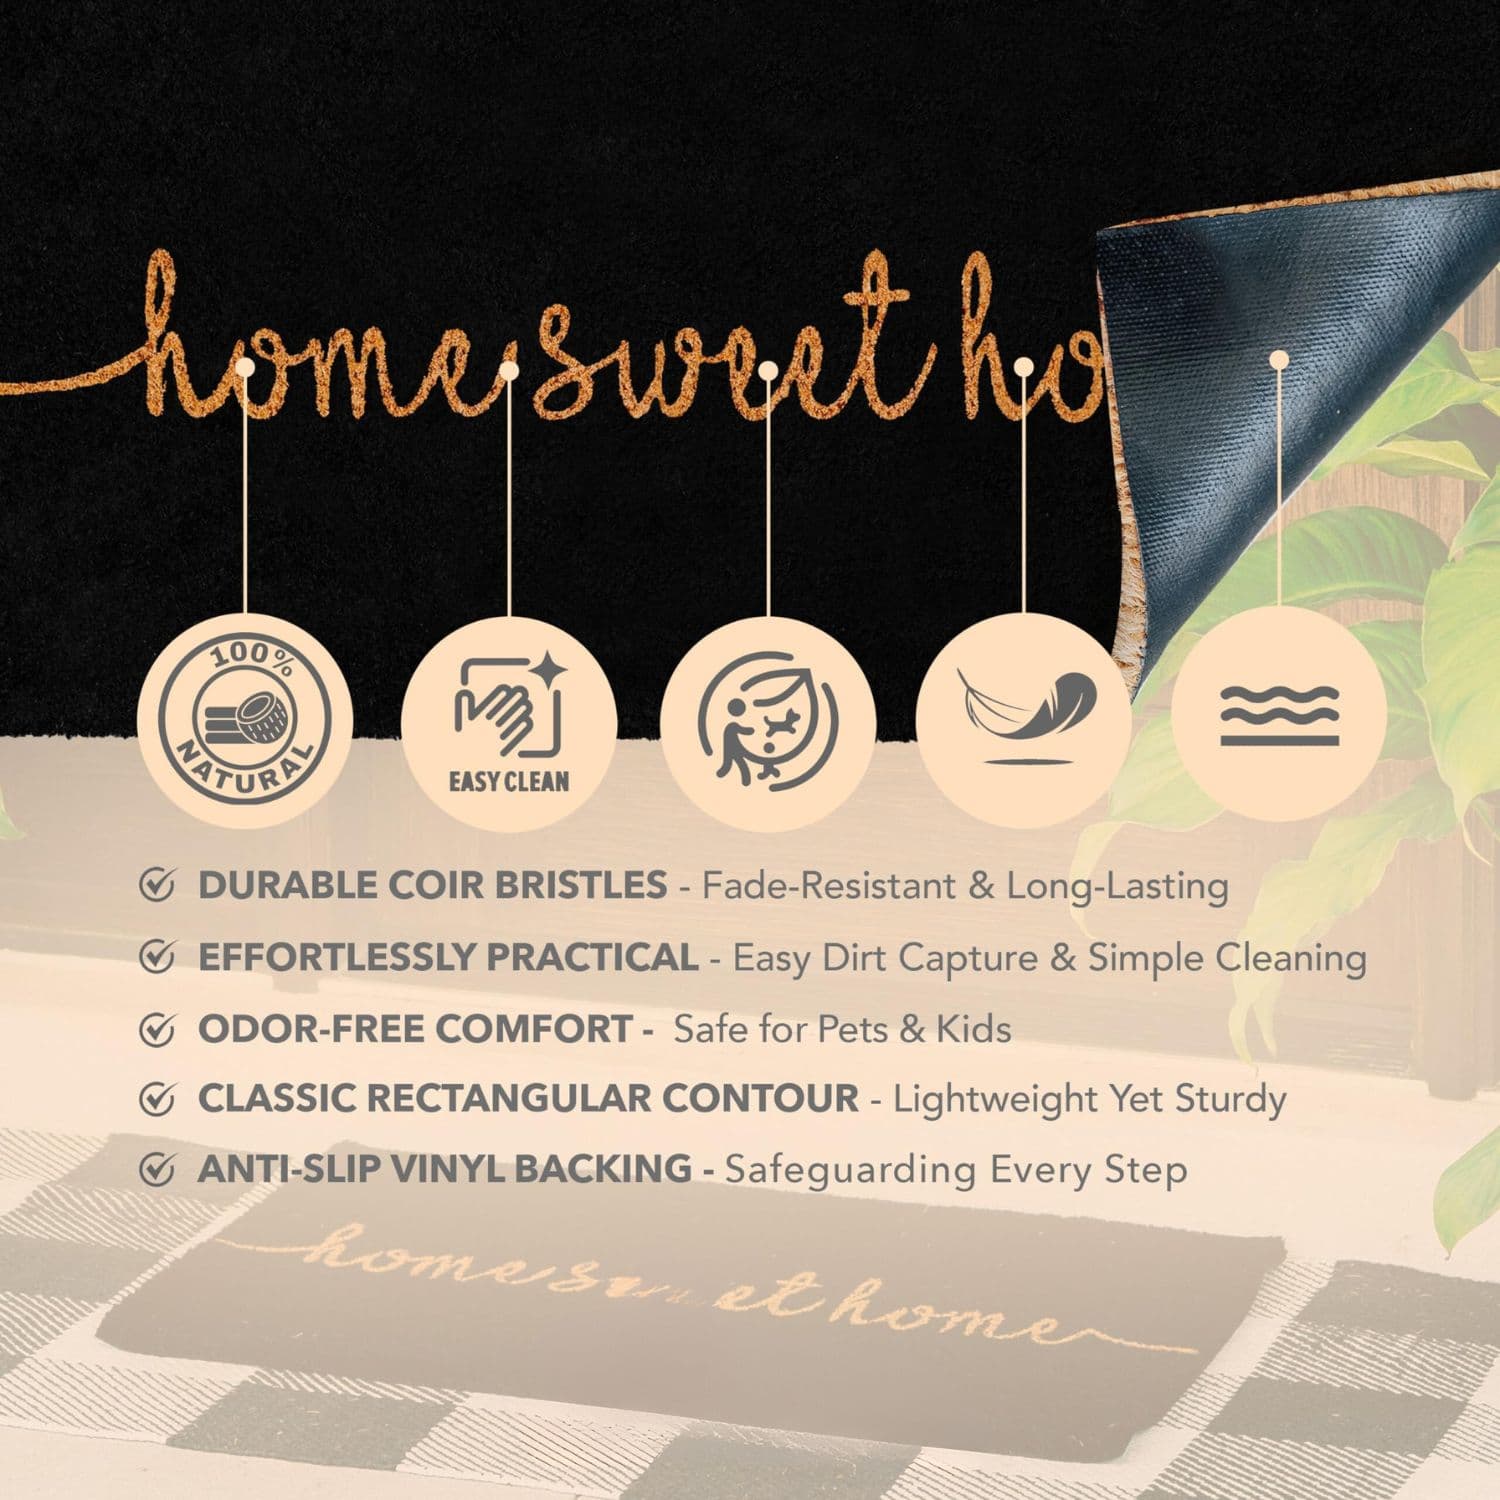 home sweet ho
100%
NATURAL
EASY CLEAN
DURABLE COIR BRISTLES - Fade-Resistant & Long-Lasting
EFFORTLESSLY PRACTICAL - Easy Dirt Capture & Simple Cleaning
ODOR-FREE COMFORT - Safe for Pets & Kids
CLASSIC RECTANGULAR CONTOUR - Lightweight Yet Sturdy
ANTI-SLIP VINYL BACKING - Safeguarding Every Step
home sweet home